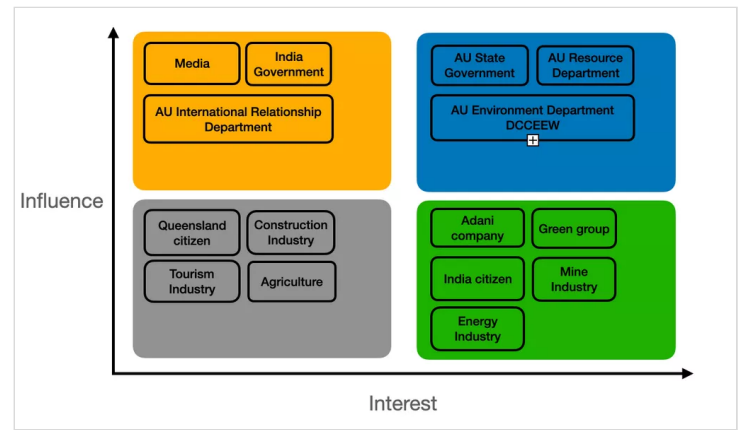 Influence
Media
India
Government
AU International Relationship
Department
AU State
Government
AU Resource
Department
AU Environment Department
DCCEEW
Queensland
citizen
Construction
Industry
Tourism
Industry
Agriculture
Adani
company
Green group
India citizen
Mine
Industry
Energy
Industry
Interest